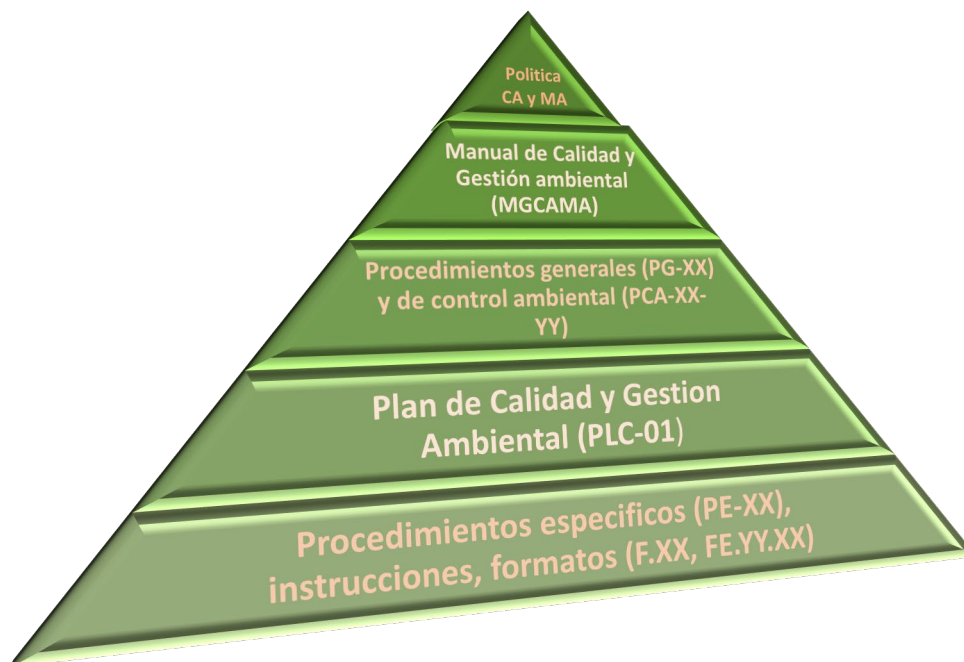 Politica
CA y MA
Manual de Calidad y
Gestión ambiental
(MGCAMA)
Procedimientos generales (PG-XX)
y de control ambiental (PCA-XX-
YY)
Plan de Calidad y Gestion
Ambiental (PLC-01)
Procedimientos especificos (PE-XX),
instrucciones, formatos (F.XX, FE.YY.XX)